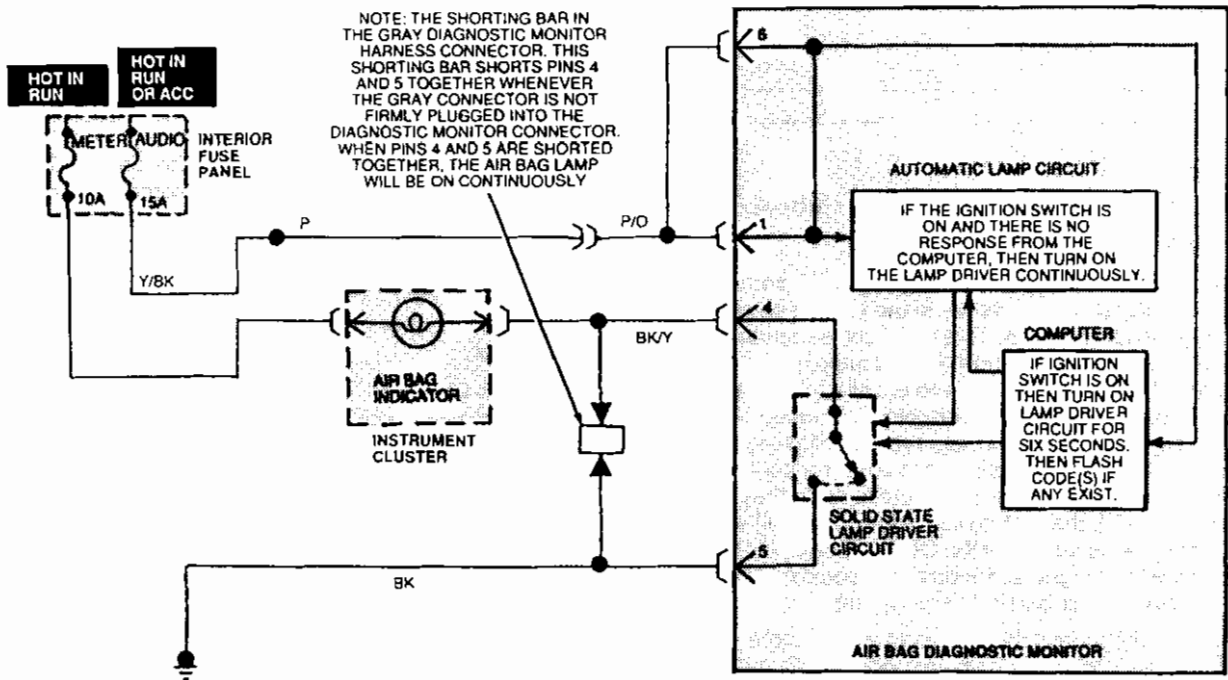 NOTE: THE SHORTING BAR IN
THE GRAY DIAGNOSTIC MONITOR
HARNESS CONNECTOR. THIS
SHORTING BAR SHORTS PINS 4
AND 5 TOGETHER WHENEVER
THE GRAY CONNECTOR IS NOT
FIRMLY PLUGGED INTO THE
DIAGNOSTIC MONITOR CONNECTOR.
WHEN PINS 4 AND 5 ARE SHORTED
TOGETHER, THE AIR BAG LAMP
WILL BE ON CONTINUOUSLY
HOT IN
RUN
HOT IN
RUN
OR ACC
METER
AUDIO
10A
15A
INTERIOR
FUSE
PANEL
Y/BK
P
P/O
6
1
AUTOMATIC LAMP CIRCUIT
IF THE IGNITION SWITCH IS
ON AND THERE IS NO
RESPONSE FROM THE
COMPUTER, THEN TURN ON
THE LAMP DRIVER CONTINUOUSLY.
AIR BAG
INDICATOR
INSTRUMENT
CLUSTER
BK/Y
4
COMPUTER
IF IGNITION
SWITCH IS ON
THEN TURN ON
LAMP DRIVER
CIRCUIT FOR
SIX SECONDS.
THEN FLASH
CODE(S) IF
ANY EXIST.
SOLID STATE
LAMP DRIVER
CIRCUIT
5
BK
AIR BAG DIAGNOSTIC MONITOR